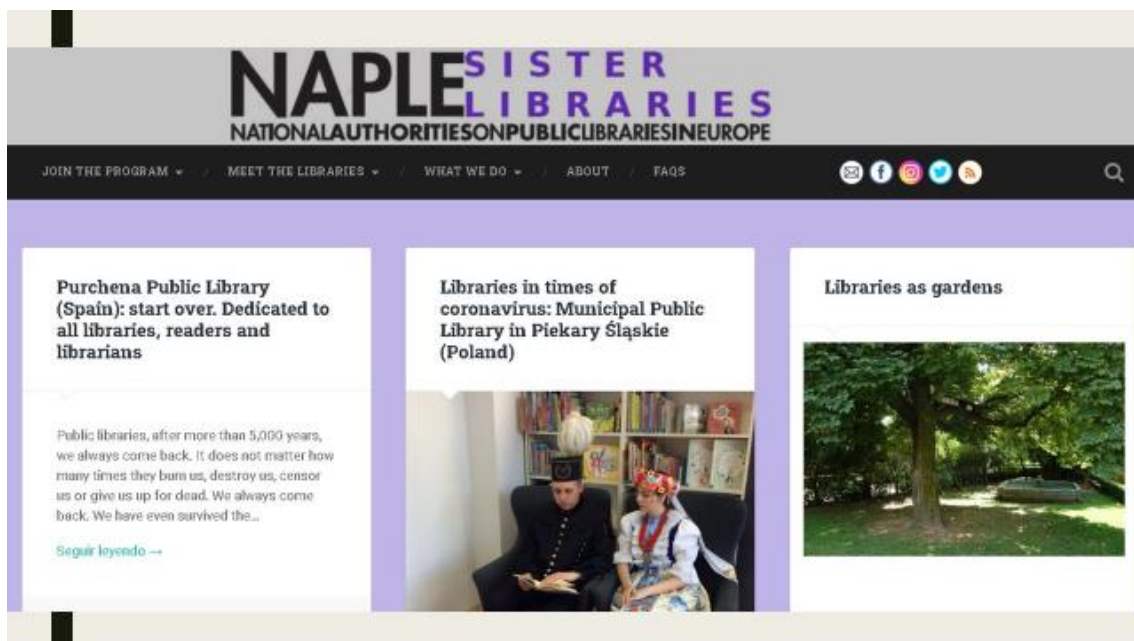 NAPLE SISTER
LIBRARIES
NATIONALAUTHORITIESONPUBLICLIBRARIESINEUROPE
JOIN THE PROGRAM / MEET THE LIBRARIES / WHAT WE DO / ABOUT / FAQS
Purchena Public Library
(Spain): start over. Dedicated to
all libraries, readers and
librarians
Public libraries, after more than 5,000 years,
we always come back. It does not matter how
many times they burn us, destroy us, censor
us or give us up for dead. We always come
back. We have even survived the...
Seguir leyendo →
Libraries in times of
coronavirus: Municipal Public
Library in Piekary Śląskie
(Poland)
Libraries as gardens